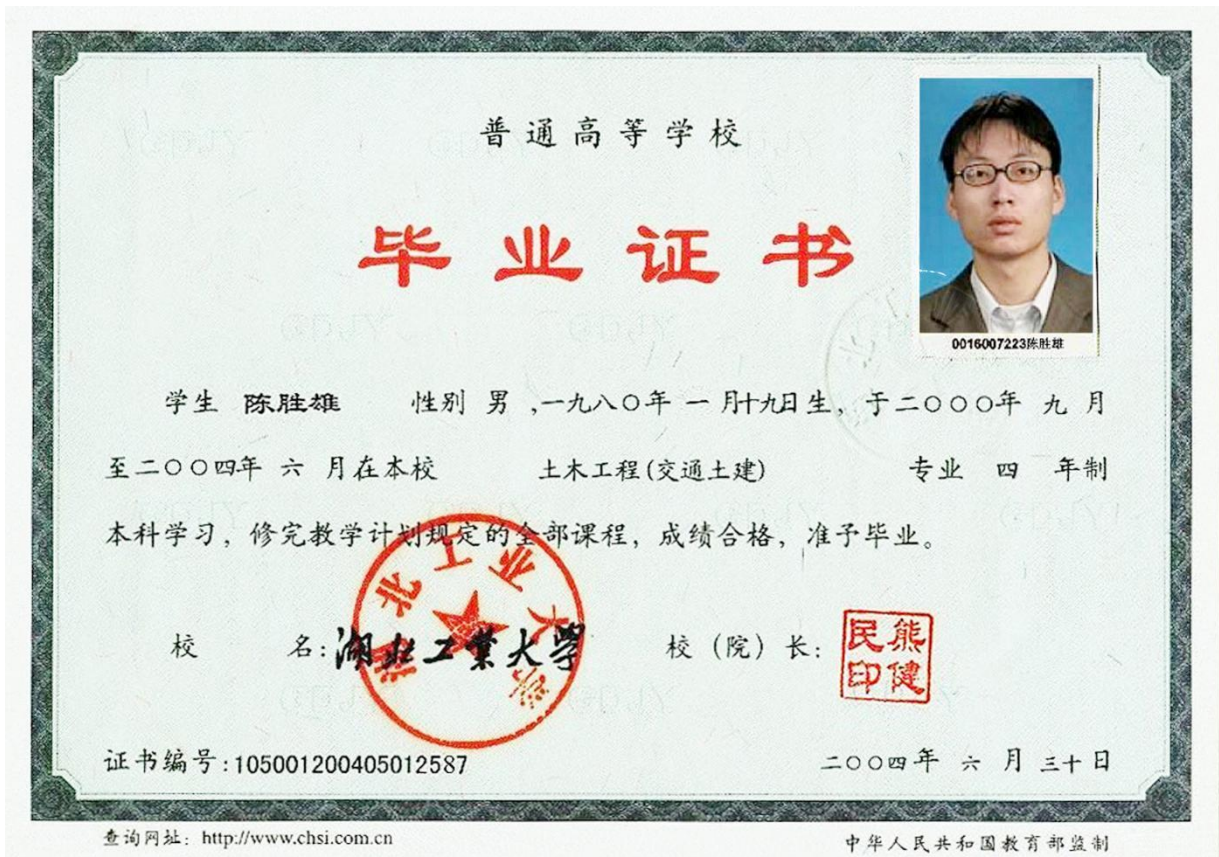 普通高等学校
毕业证书
0016007223陈胜雄
学生 陈胜雄 性别 男 ,一九八〇年 一 月十九日生, 于二〇〇〇年 九 月
至二〇〇四年 六 月在本校 土木工程(交通土建) 专业 四 年制
本科学习, 修完教学计划规定的全部课程, 成绩合格, 准予毕业。
湖北工业大学
校 名: 湖北工業大學 校 (院) 长: 熊健民印
证书编号:105001200405012587 二〇〇四年 六 月 三十日
查询网址: http://www.chsi.com.cn 中华人民共和国教育部监制